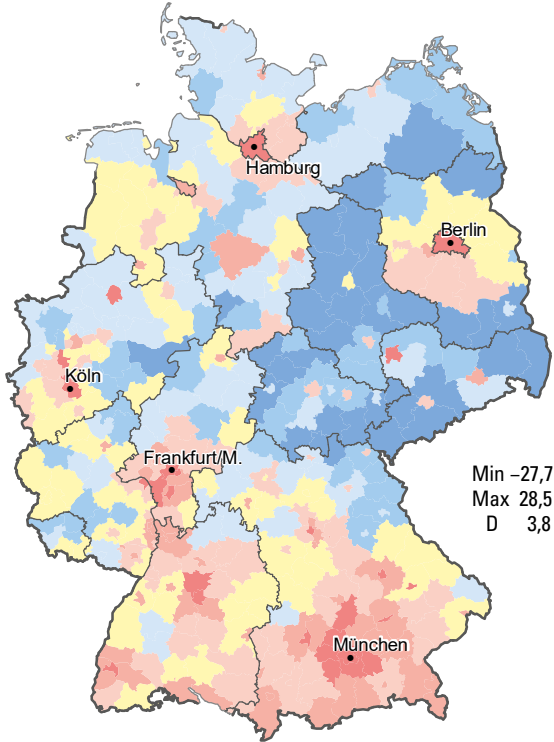 Hamburg
Berlin
Köln
Frankfurt/M.
Min –27,7
Max 28,5
D 3,8
München